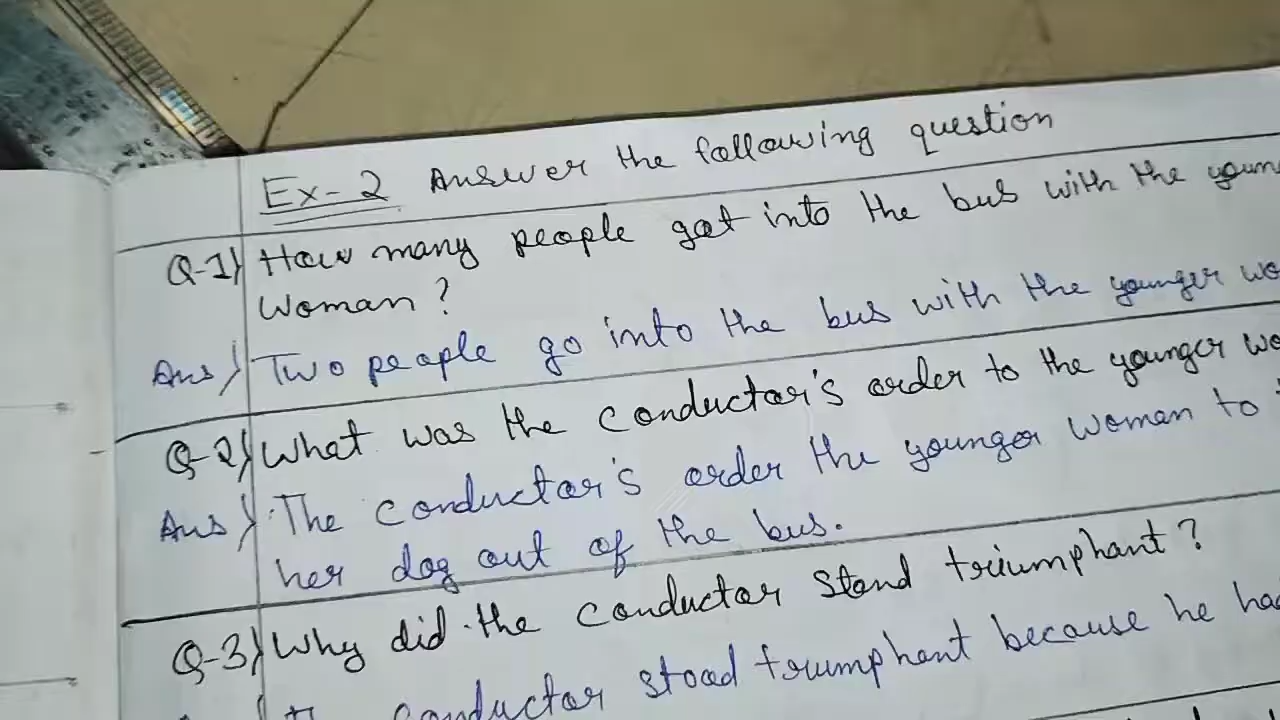 Ex-2 Answer the following question
Q-1) How many people got into the bus with the
Woman?
Ans) Two people go into the bus with the younger
Q-2) What was the conductor's order to the younger
Ans) The conductor's order the younger woman to
her dog out of the bus.
Q-3) Why did the conductor stand triumphant?
conductor stood trumphant because he